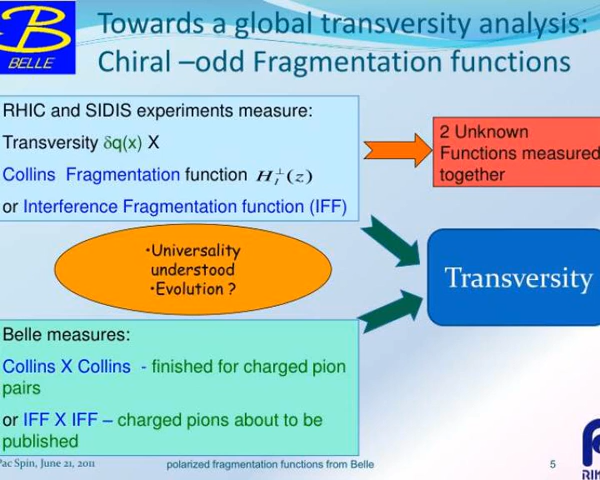 BELLE
Towards a global transversity analysis:
Chiral –odd Fragmentation functions
RHIC and SIDIS experiments measure:
Transversity δq(x) X
Collins Fragmentation function H₁⊥(z)
or Interference Fragmentation function (IFF)
2 Unknown
Functions measured
together
•Universality
understood
•Evolution ?
Transversity
Belle measures:
Collins X Collins - finished for charged pion
pairs
or IFF X IFF – charged pions about to be
published
Pac Spin, June 21, 2011
polarized fragmentation functions from Belle
5